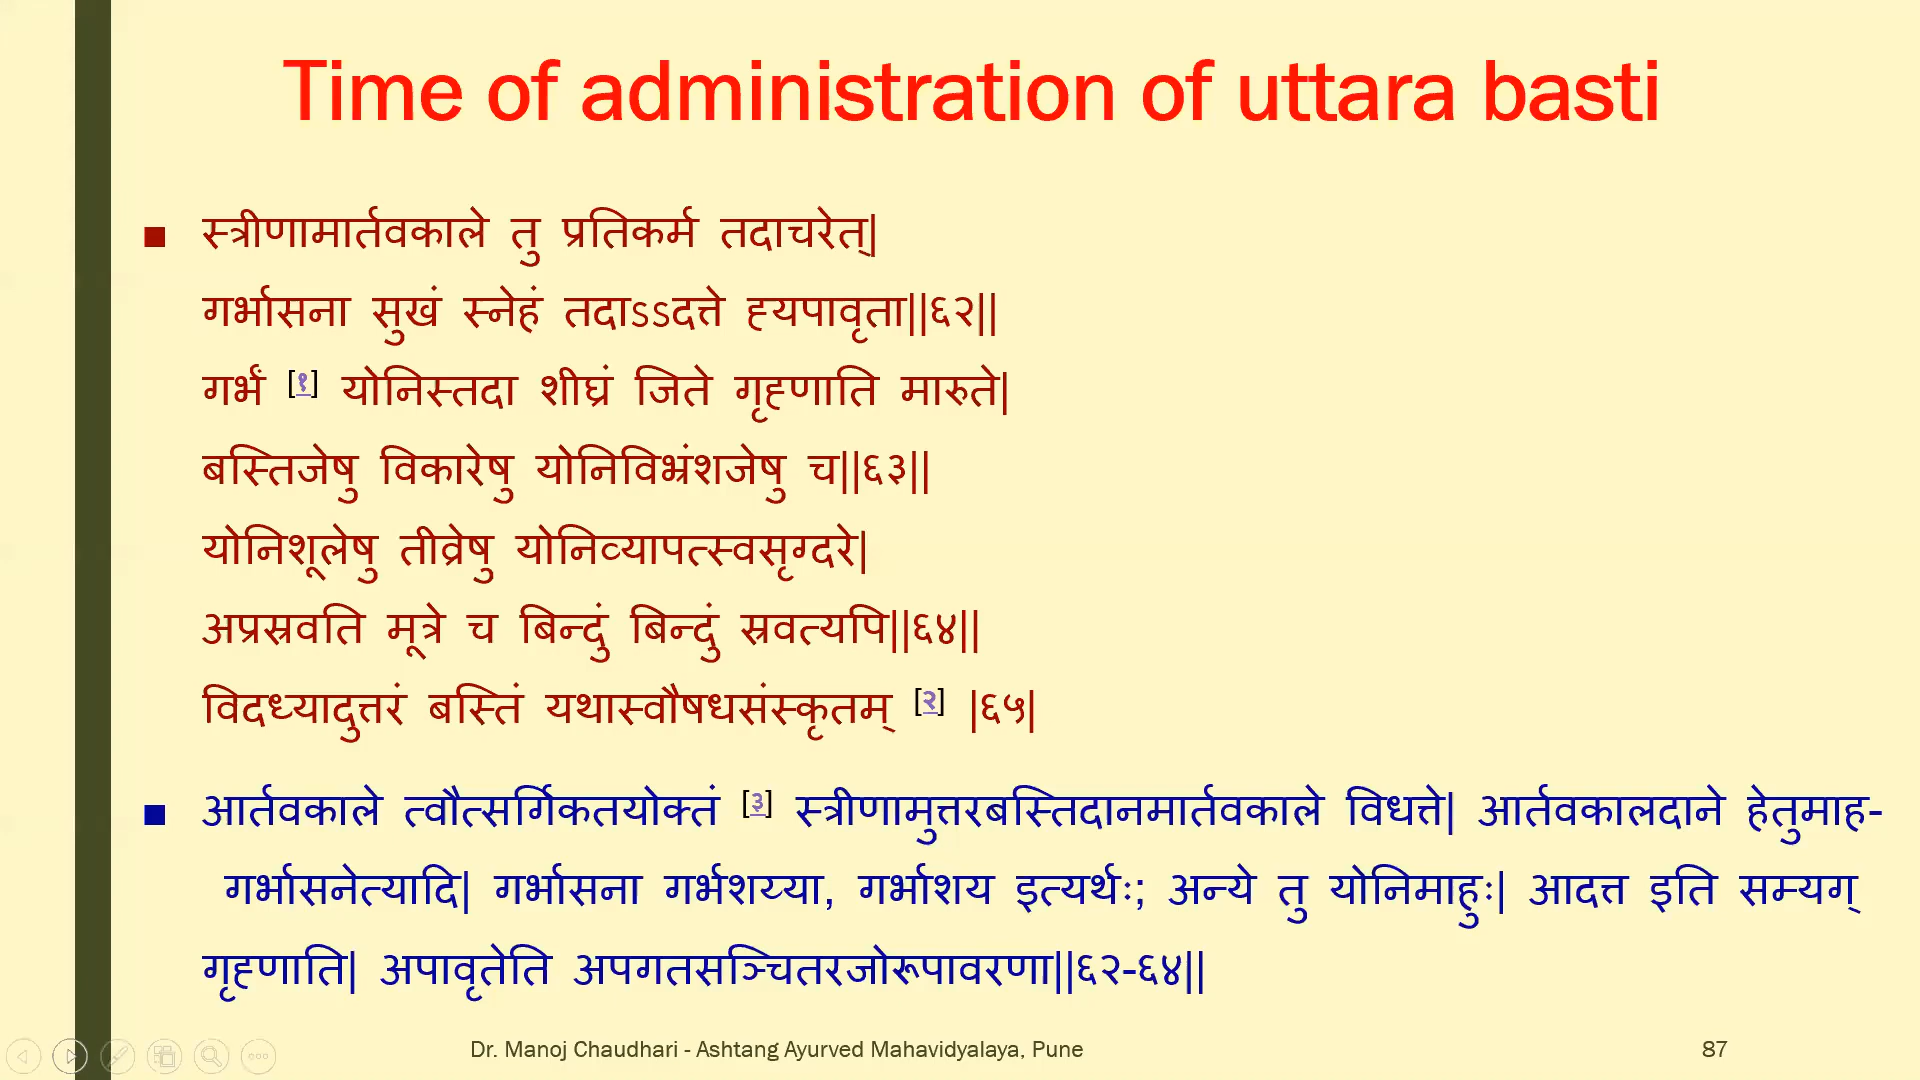 Time of administration of uttara basti
स्त्रीणामार्तवकाले तु प्रतिकर्म तदाचरेत्|
गर्भासना सुखं स्नेहं तदाऽऽदत्ते ह्यपावृता||६२||
गर्भं [१] योनिस्तदा शीघ्रं जिते गृह्णाति मारुते|
बस्तिजेषु विकारेषु योनिविभ्रंशजेषु च||६३||
योनिशूलेषु तीव्रेषु योनिव्यापत्स्वसृग्दरे|
अप्रस्रवति मूत्रे च बिन्दुं बिन्दुं स्रवत्यपि||६४||
विदध्यादुत्तरं बस्तिं यथास्वौषधसंस्कृतम् [२] |६५|
आर्तवकाले त्वौत्सर्गिकतयोक्तं [३] स्त्रीणामुत्तरबस्तिदानमार्तवकाले विधत्ते| आर्तवकालदाने हेतुमाह-
गर्भासनेत्यादि| गर्भासना गर्भशय्या, गर्भाशय इत्यर्थः; अन्ये तु योनिमाहुः| आदत्त इति सम्यग्
गृह्णाति| अपावृतेति अपगतसञ्चितरजोरूपावरणा||६२-६४||
Dr. Manoj Chaudhari - Ashtang Ayurved Mahavidyalaya, Pune
87